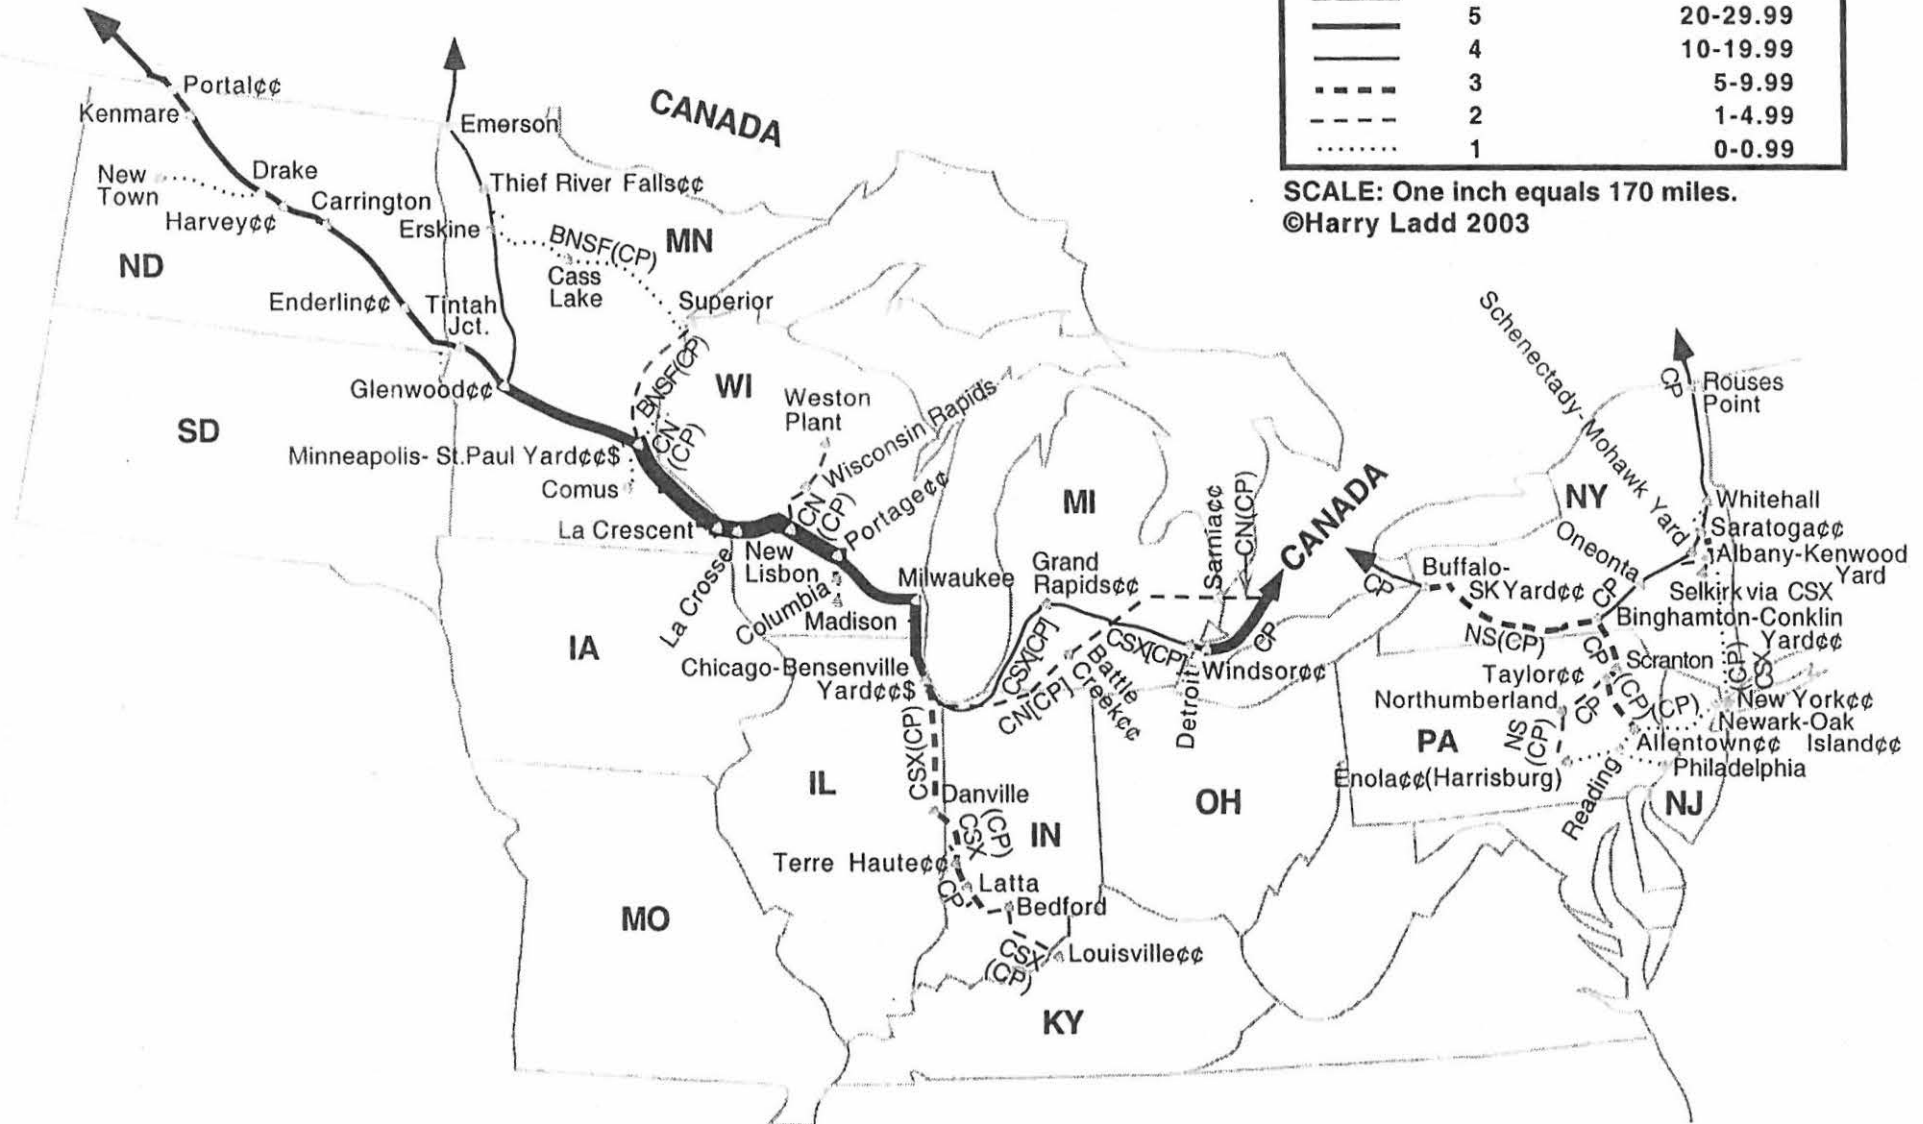 5 20-29.99
4 10-19.99
3 5-9.99
2 1-4.99
1 0-0.99
SCALE: One inch equals 170 miles.
©Harry Ladd 2003
Portal¢¢
Kenmare
CANADA
Emerson
New
Town
Drake
Thief River Falls¢¢
Carrington
Harvey¢¢
Erskine
BNSF(CP)
MN
ND
Cass
Lake
Enderlin¢¢
Tintah
Jct.
Superior
BNSF(CP)
WI
Glenwood¢¢
Weston
Plant
Wisconsin Rapids
SD
CN
(CP)
Minneapolis- St.Paul Yard¢¢$
Comus
CN
(CP)
Portage¢¢
La Crescent
La Crosse
New
Lisbon
Columbia
Madison
Milwaukee
MI
Grand
Rapids¢¢
Sarnia¢¢
CN(CP)
CANADA
IA
Chicago-Bensenville
Yard¢¢$
CSX[CP]
CN[CP]
Battle
Creek¢¢
CSX[CP]
Detroit
Windsor¢¢
CP
CSX(CP)
IL
Danville
(CP)
CSX
IN
OH
Terre Haute¢¢
CP
Latta
Bedford
MO
CSX
(CP)
Louisville¢¢
KY
Schenectady-Mohawk Yard
CP
Rouses
Point
NY
Whitehall
Saratoga¢¢
Oneonta
Albany-Kenwood
Yard
CP
Buffalo-
SKYard¢¢
CP
Selkirk via CSX
Binghamton-Conklin
Yard¢¢
NS(CP)
CP
Scranton
(CP)
CSX
Taylor¢¢
Northumberland
CP
(CP)
(CP)
New York¢¢
Newark-Oak
Island¢¢
PA
NS
(CP)
Allentown¢¢
Enola¢¢(Harrisburg)
Reading
Philadelphia
NJ